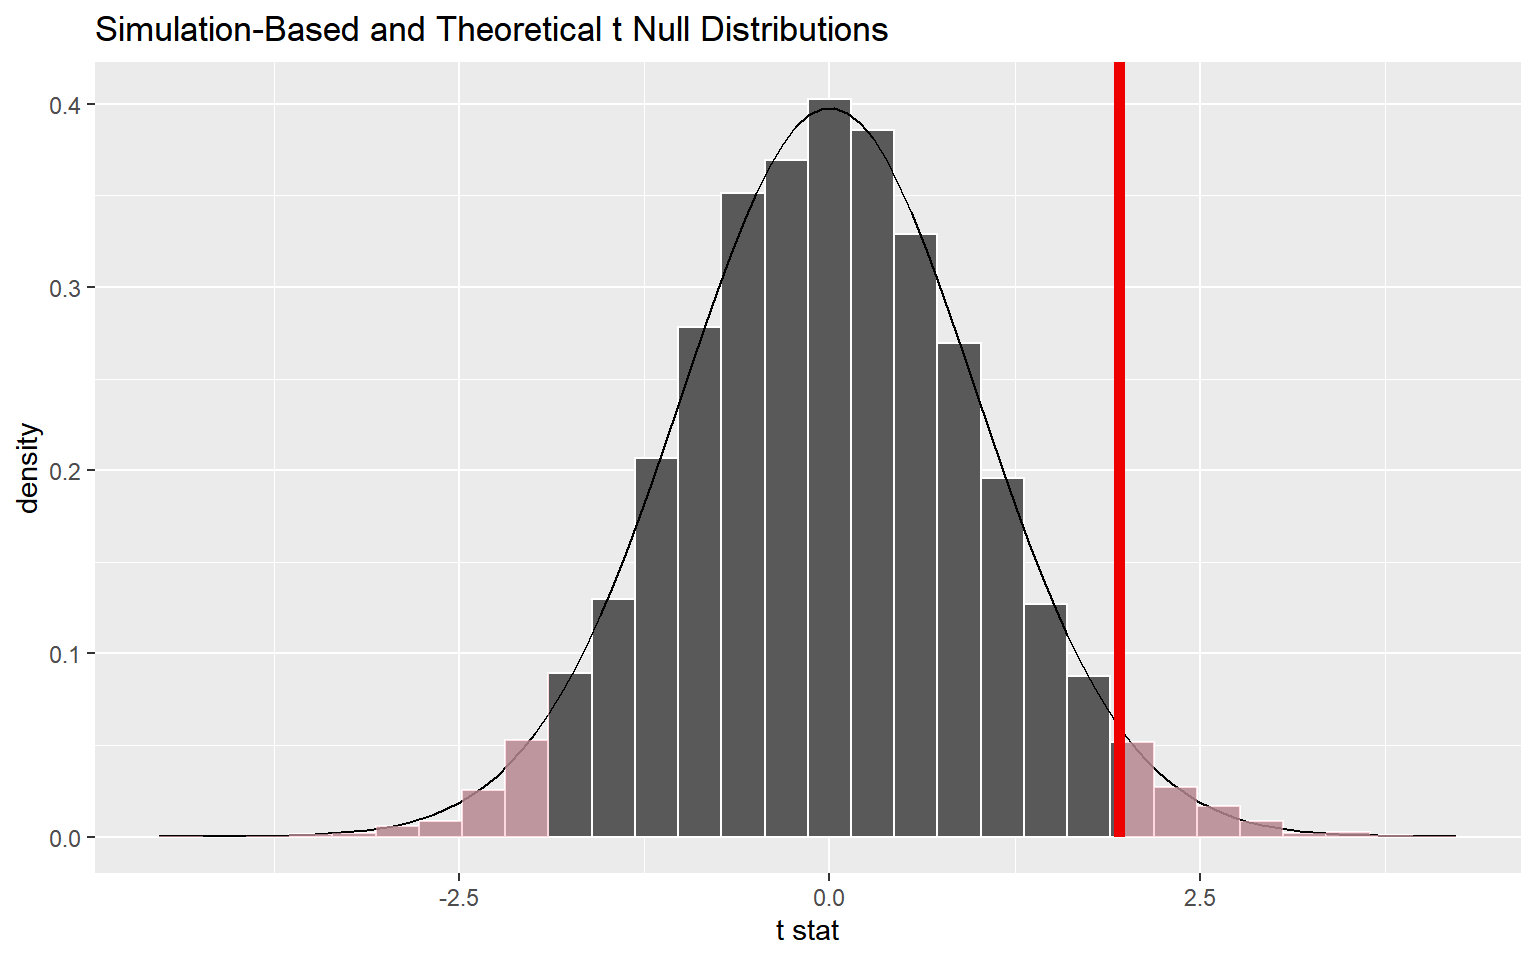 Simulation-Based and Theoretical t Null Distributions
0.4
0.3
0.2
0.1
0.0
density
-2.5 0.0 2.5
t stat